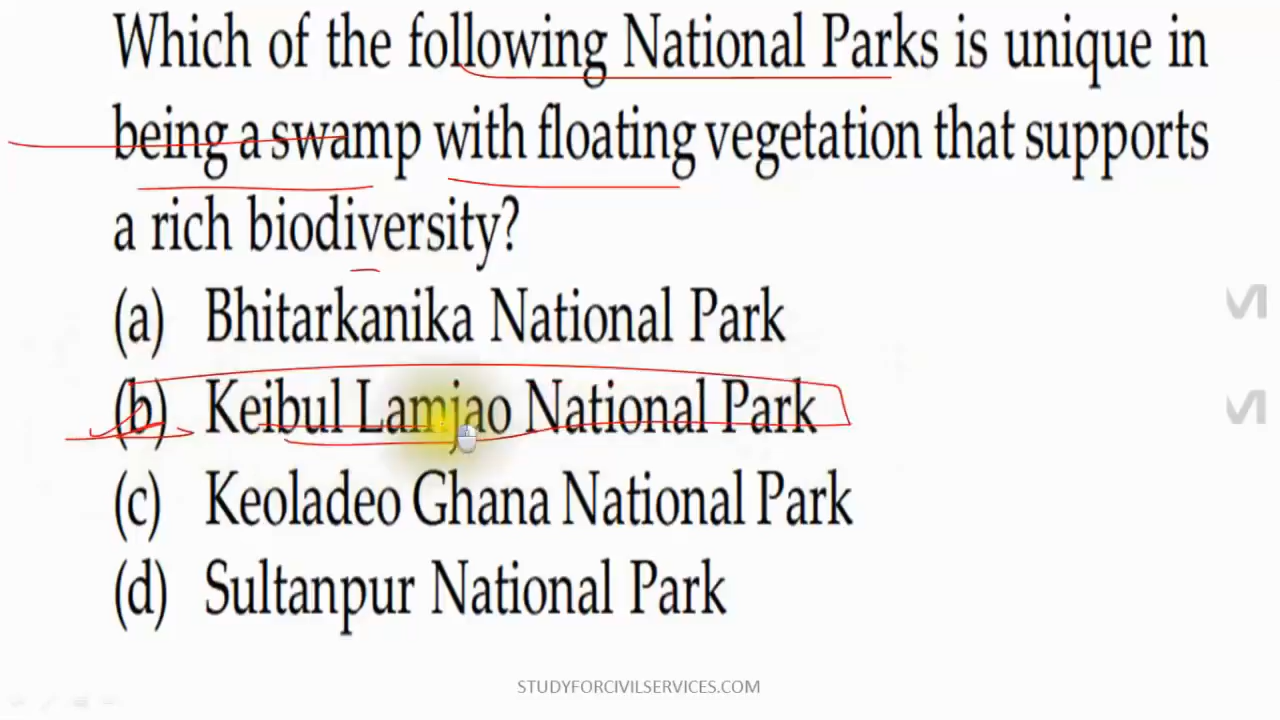 Which of the following National Parks is unique in
being a swamp with floating vegetation that supports
a rich biodiversity?
(a) Bhitarkanika National Park
(b) Keibul Lamjao National Park
(c) Keoladeo Ghana National Park
(d) Sultanpur National Park
STUDYFORCIVILSERVICES.COM